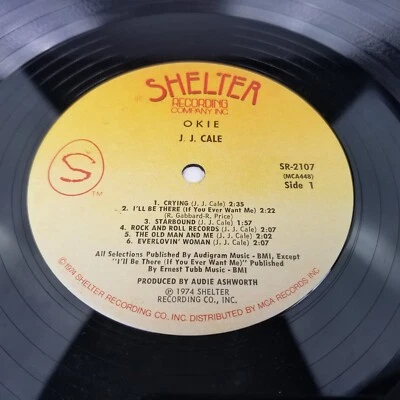 SHELTER
RECORDING
COMPANY INC
OKIE
J. J. CALE
S
TM
SR-2107
(MCA448)
Side 1
1. CRYING (J. J. Cale) 2:35
2. I'LL BE THERE (If You Ever Want Me) 2:22
(R. Gabbard-R. Price)
3. STARBOUND (J. J. Cale) 1:57
4. ROCK AND ROLL RECORDS (J. J. Cale) 2:07
5. THE OLD MAN AND ME (J. J. Cale) 2:07
6. EVERLOVIN' WOMAN (J. J. Cale) 2:07
All Selections Published By Audigram Music - BMI, Except
"I'll Be There (If You Ever Want Me)" Published
By Ernest Tubb Music - BMI
PRODUCED BY AUDIE ASHWORTH
℗ 1974 SHELTER
RECORDING CO., INC.
©1974 SHELTER RECORDING CO. INC. DISTRIBUTED BY MCA RECORDS INC